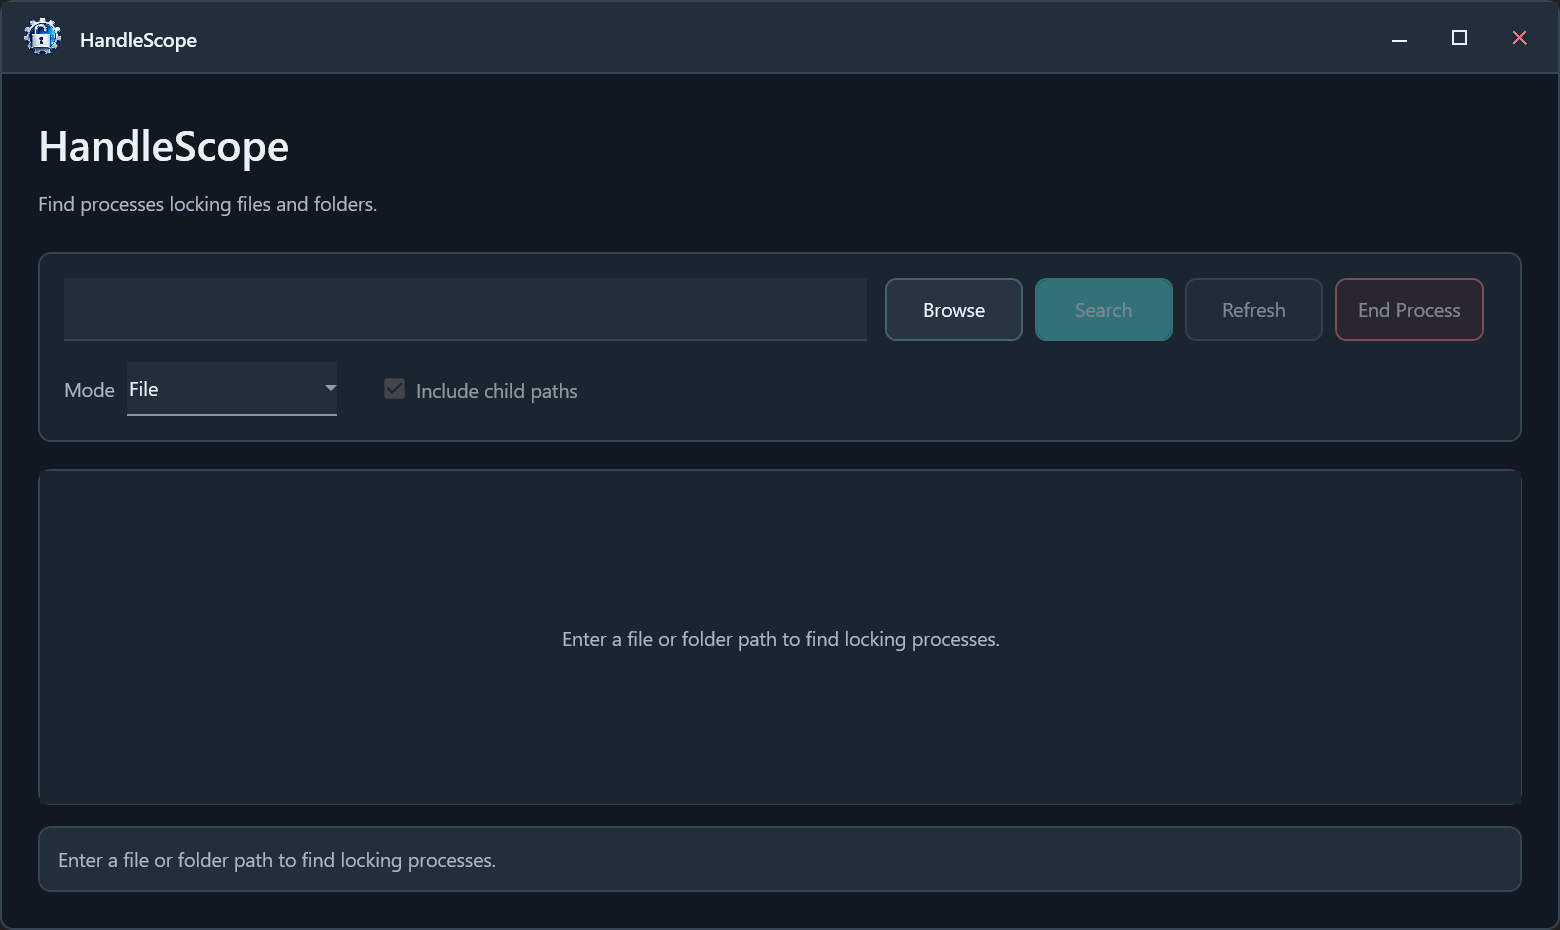 HandleScope
HandleScope
Find processes locking files and folders.
Browse
Search
Refresh
End Process
Mode
File
Include child paths
Enter a file or folder path to find locking processes.
Enter a file or folder path to find locking processes.